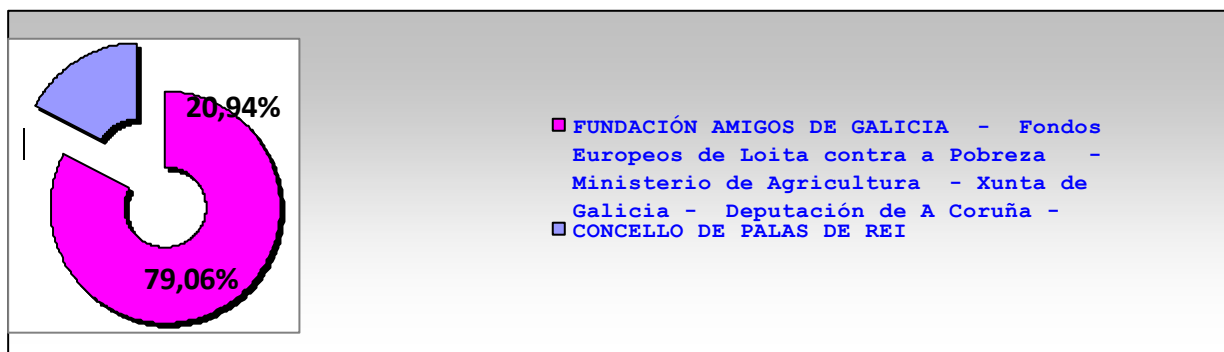 20,94%
79,06%
FUNDACIÓN AMIGOS DE GALICIA - Fondos
Europeos de Loita contra a Pobreza -
Ministerio de Agricultura - Xunta de
Galicia - Deputación de A Coruña -
CONCELLO DE PALAS DE REI